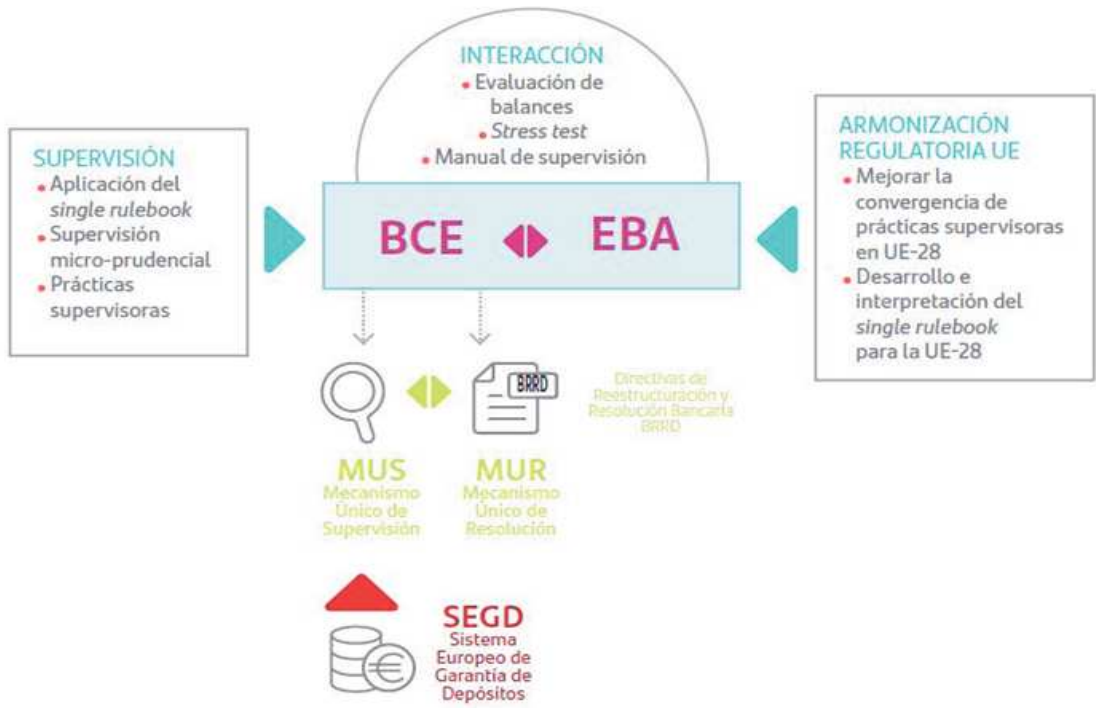 INTERACCIÓN
• Evaluación de
balances
• Stress test
• Manual de supervisión
SUPERVISIÓN
• Aplicación del
single rulebook
• Supervisión
micro-prudencial
• Prácticas
supervisoras
BCE EBA
ARMONIZACIÓN
REGULATORIA UE
• Mejorar la
convergencia de
prácticas supervisoras
en UE-28
• Desarrollo e
interpretación del
single rulebook
para la UE-28
BRRD
Directivas de
Reestructuración y
Resolución Bancaria
BRRD
MUS
Mecanismo
Único de
Supervisión
MUR
Mecanismo
Único de
Resolución
SEGD
Sistema
Europeo de
Garantía de
Depósitos